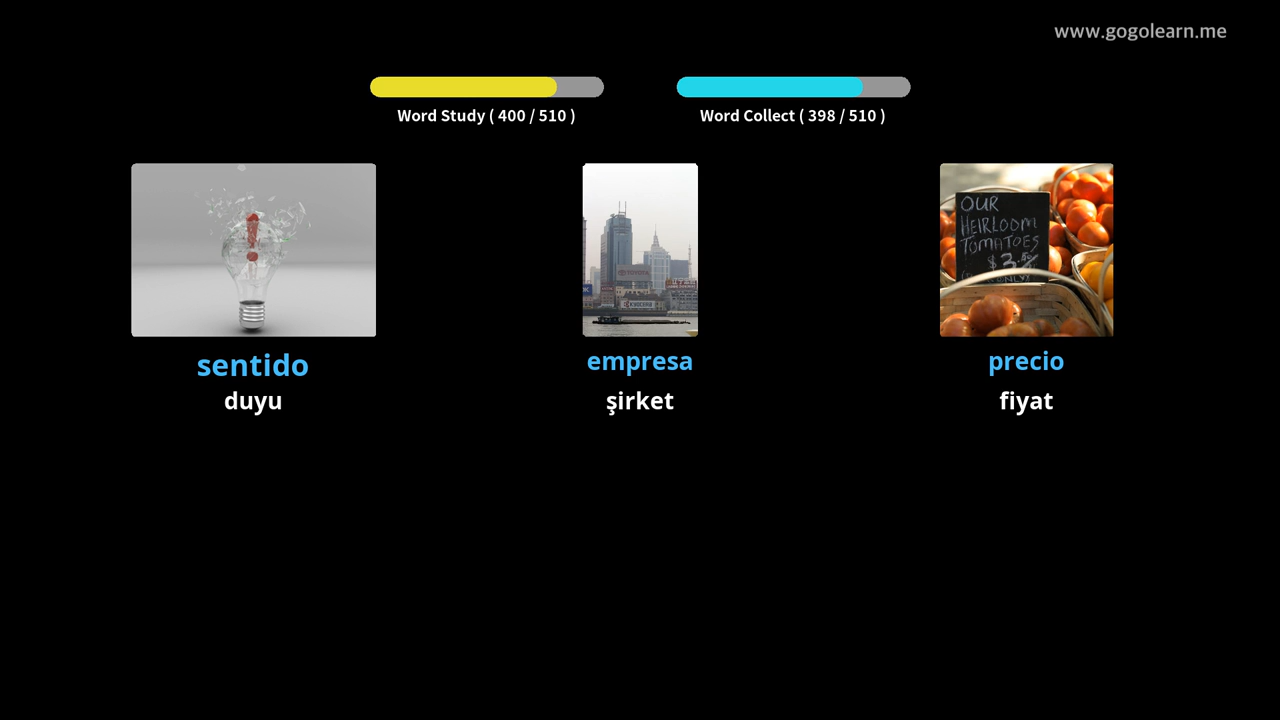 www.gogolearn.me
Word Study ( 400 / 510 )
Word Collect ( 398 / 510 )
OUR
HEIRLOOM
TOMATOES
TOYOTA
sentido
empresa
precio
duyu
şirket
fiyat